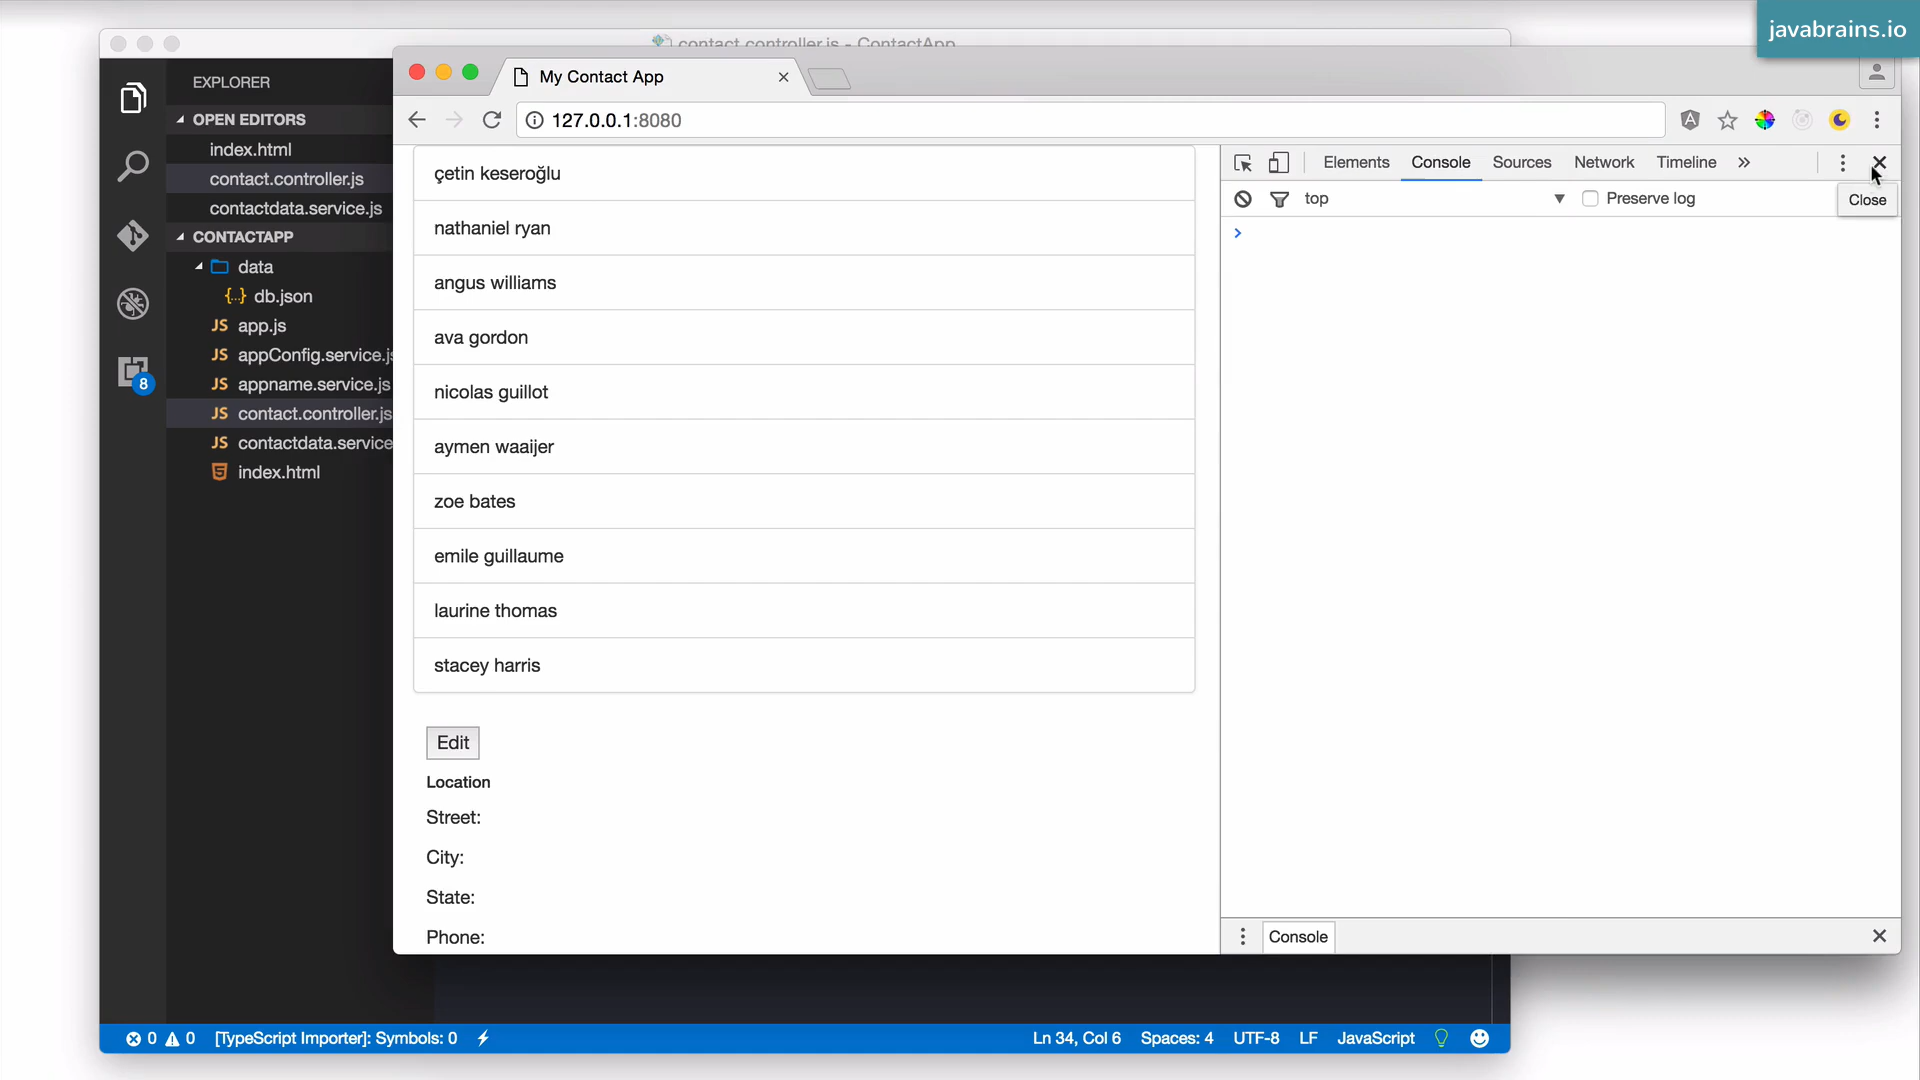 javabrains.io
contact.controller.js - ContactApp
EXPLORER
OPEN EDITORS
index.html
contact.controller.js
contactdata.service.js
CONTACTAPP
data
{..} db.json
JS app.js
JS appConfig.service.js
JS appname.service.js
JS contact.controller.js
JS contactdata.service
index.html
8
My Contact App
127.0.0.1:8080
çetin keseroğlu
nathaniel ryan
angus williams
ava gordon
nicolas guillot
aymen waaijer
zoe bates
emile guillaume
laurine thomas
stacey harris
Edit
Location
Street:
City:
State:
Phone:
Elements Console Sources Network Timeline »
top Preserve log
Close
Console
0 0 [TypeScript Importer]: Symbols: 0
Ln 34, Col 6 Spaces: 4 UTF-8 LF JavaScript